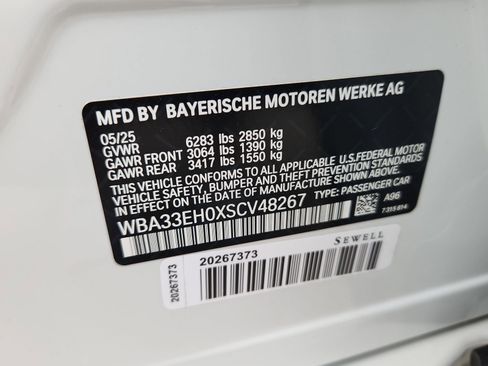 MFD BY BAYERISCHE MOTOREN WERKE AG
05/25
GVWR 6283 lbs 2850 kg
GAWR FRONT 3064 lbs 1390 kg
GAWR REAR 3417 lbs 1550 kg
THIS VEHICLE CONFORMS TO ALL APPLICABLE U.S.FEDERAL MOTOR
VEHICLE SAFETY, BUMPER, AND THEFT PREVENTION STANDARDS
IN EFFECT ON THE DATE OF MANUFACTURE SHOWN ABOVE.
WBA33EH0XSCV48267 TYPE: PASSENGER CAR
A96
7315614
SEWELL
20267373
20267373